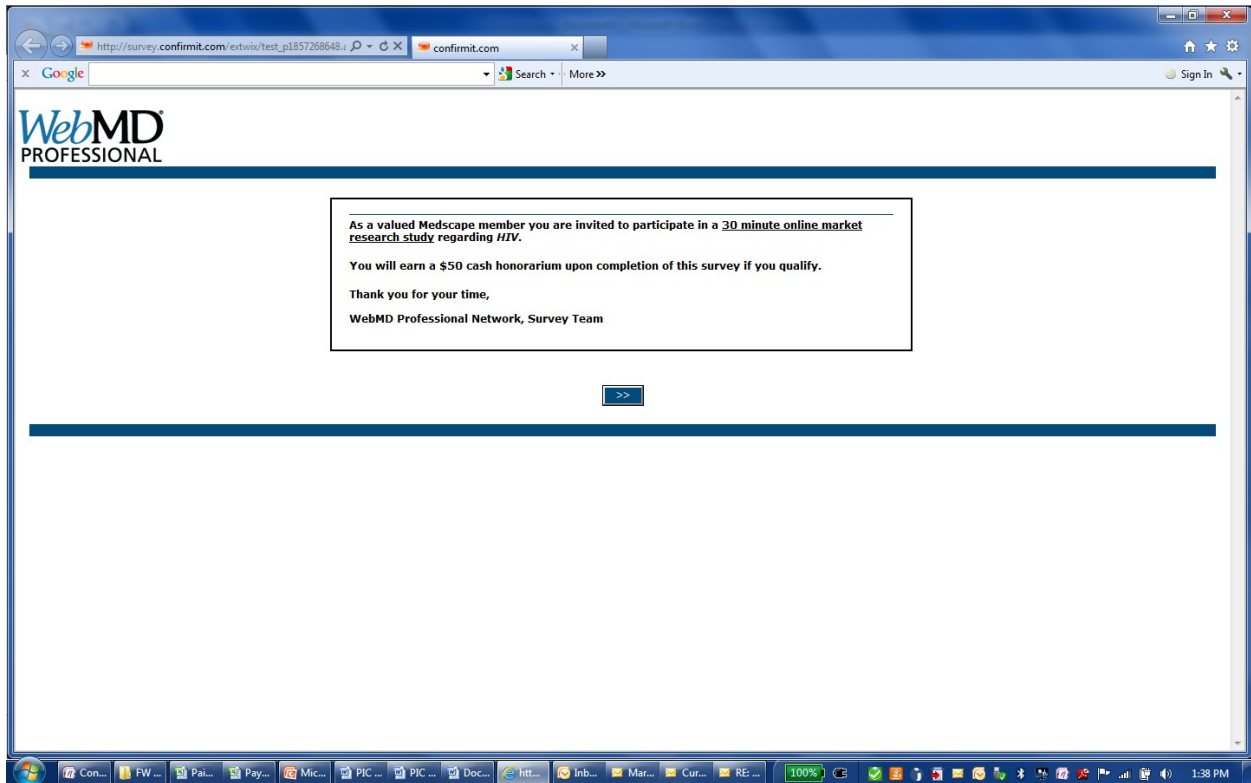 http://survey.confirmit.com/extwix/test_p1857268648.a
confirmit.com
x Google
Search
More >>
Sign In
WebMD
PROFESSIONAL
As a valued Medscape member you are invited to participate in a 30 minute online market
research study regarding HIV.
You will earn a $50 cash honorarium upon completion of this survey if you qualify.
Thank you for your time,
WebMD Professional Network, Survey Team
>>
Con... FW ... Pai... Pay... Mic... PIC ... PIC ... Doc... htt... Inb... Mar... Cur... RE: ... 100% 1:38 PM